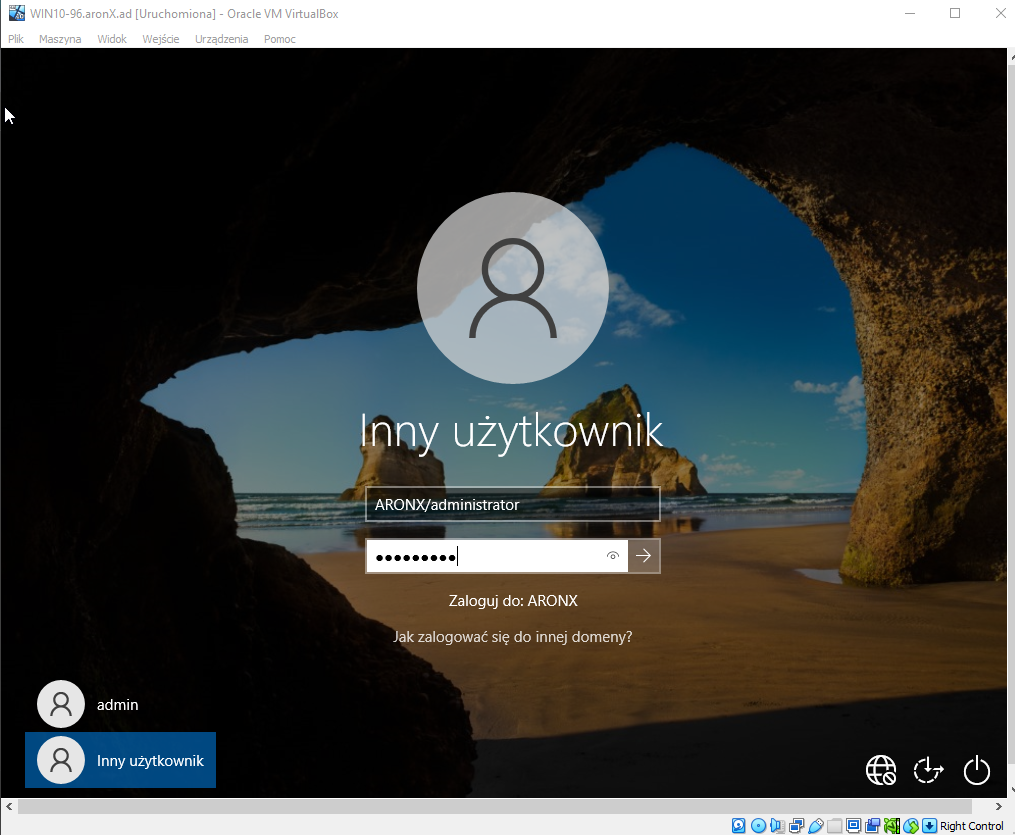 WIN10-96.aronX.ad [Uruchomiona] - Oracle VM VirtualBox
Plik Maszyna Widok Wejście Urządzenia Pomoc
Inny użytkownik
ARONX/administrator
●●●●●●●●●
Zaloguj do: ARONX
Jak zalogować się do innej domeny?
admin
Inny użytkownik
Right Control